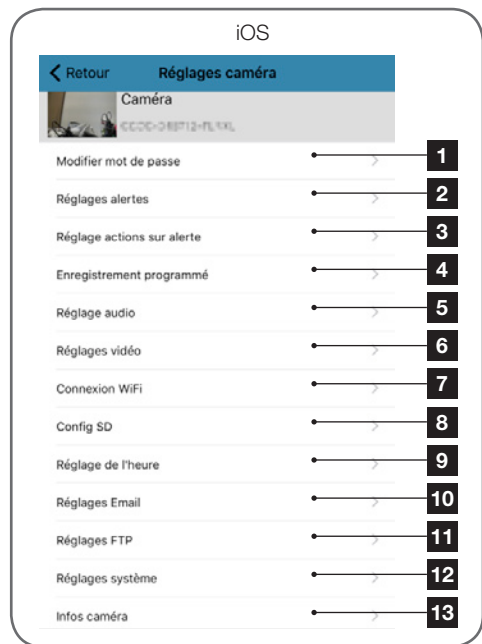 iOS
Retour Réglages caméra
Caméra
Modifier mot de passe 1
Réglages alertes 2
Réglage actions sur alerte 3
Enregistrement programmé 4
Réglage audio 5
Réglages vidéo 6
Connexion WiFi 7
Config SD 8
Réglage de l'heure 9
Réglages Email 10
Réglages FTP 11
Réglages système 12
Infos caméra 13